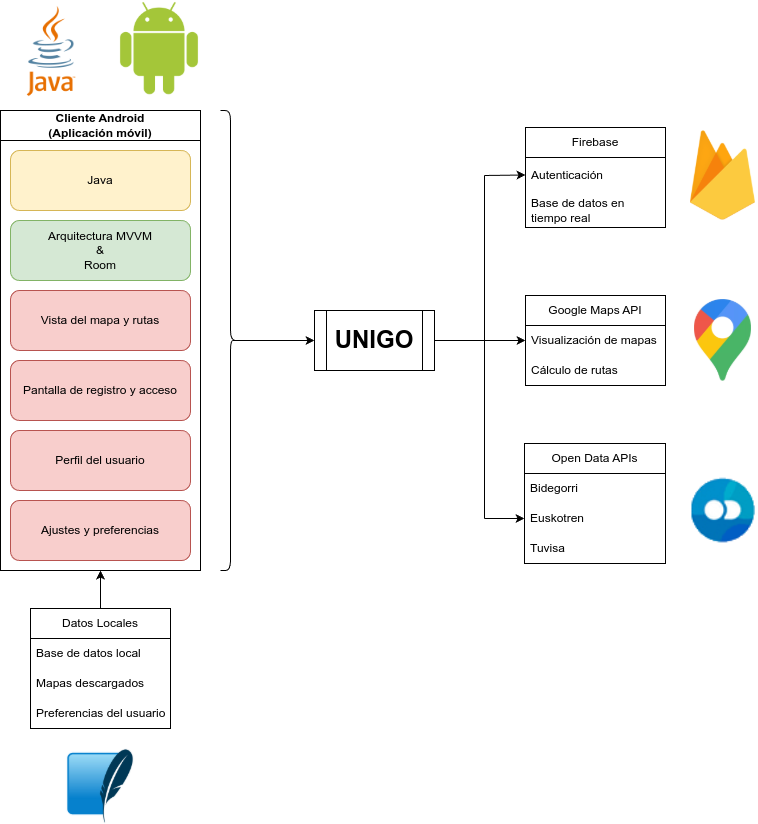 Java
Cliente Android
(Aplicación móvil)
Java
Arquitectura MVVM
&
Room
Vista del mapa y rutas
Pantalla de registro y acceso
Perfil del usuario
Ajustes y preferencias
Datos Locales
Base de datos local
Mapas descargados
Preferencias del usuario
UNIGO
Firebase
Autenticación
Base de datos en
tiempo real
Google Maps API
Visualización de mapas
Cálculo de rutas
Open Data APIs
Bidegorri
Euskotren
Tuvisa